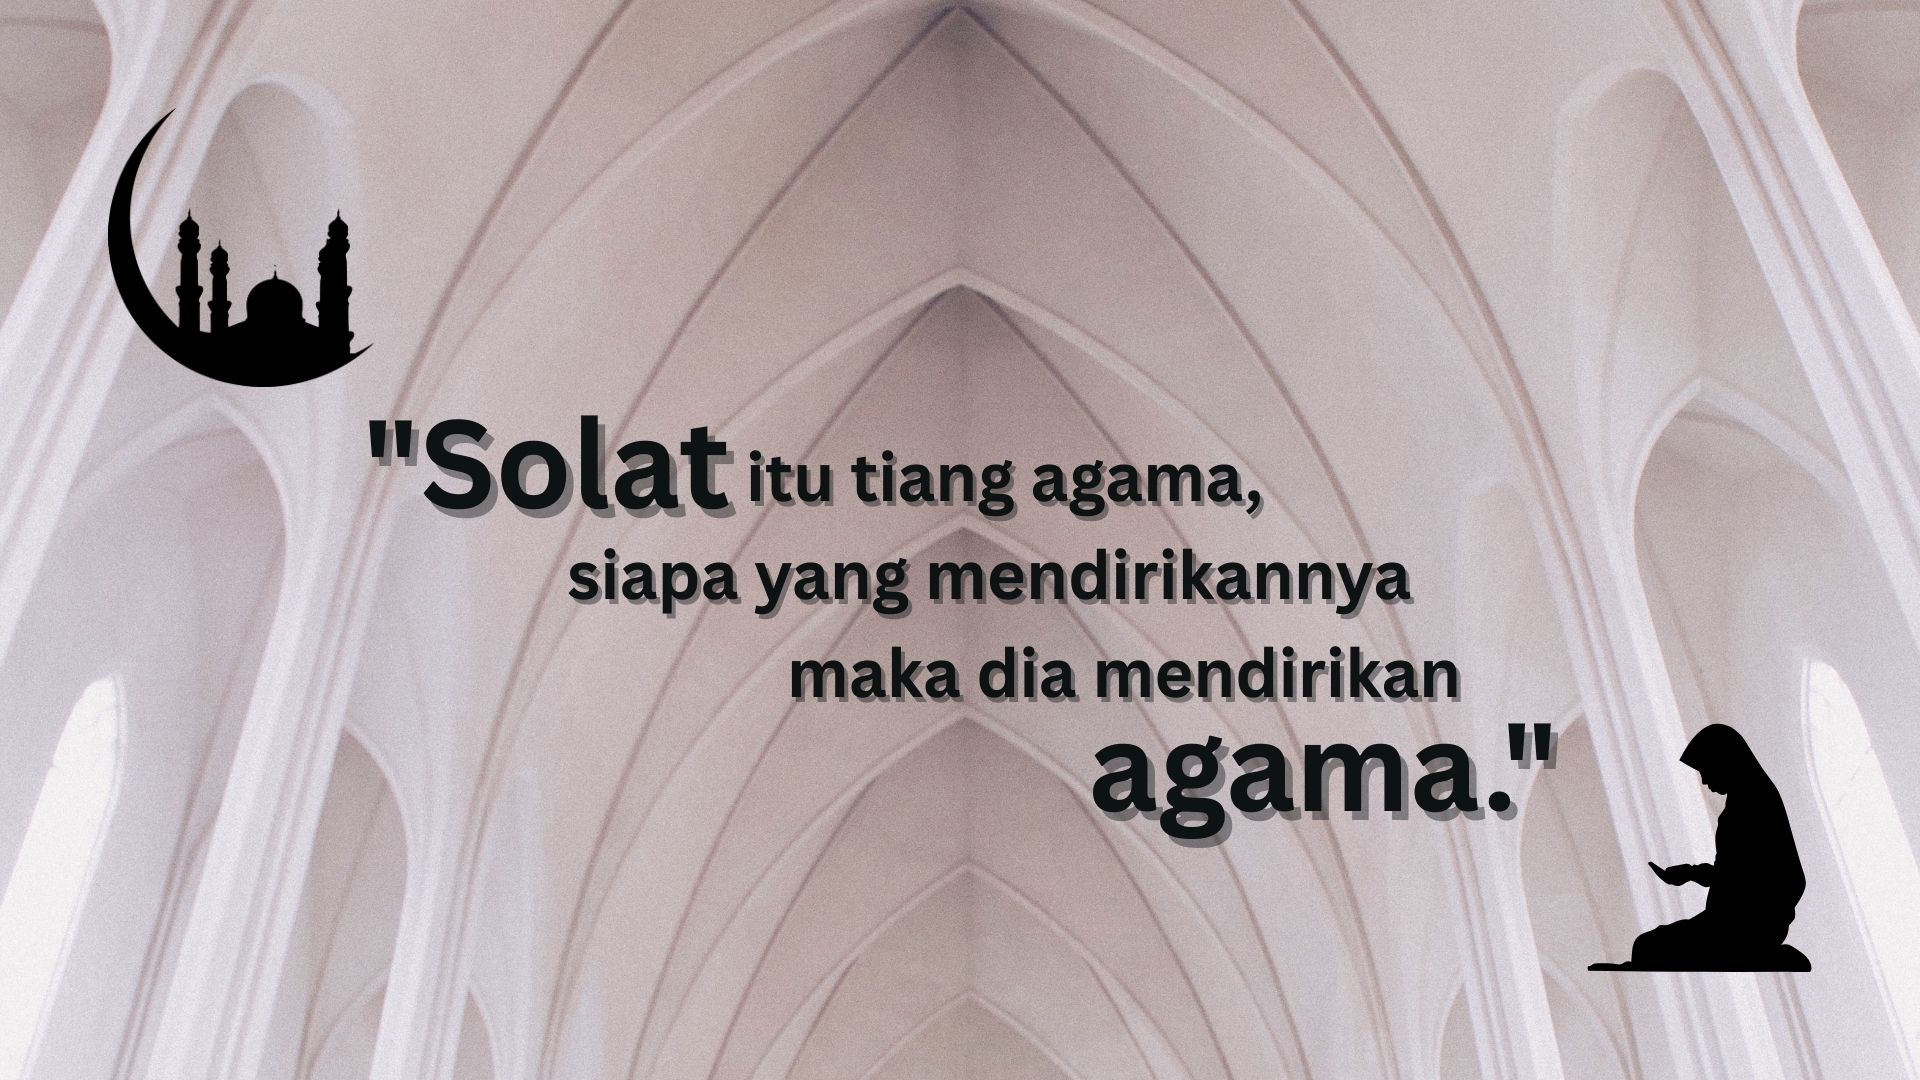 "Solat itu tiang agama,
siapa yang mendirikannya
maka dia mendirikan
agama."